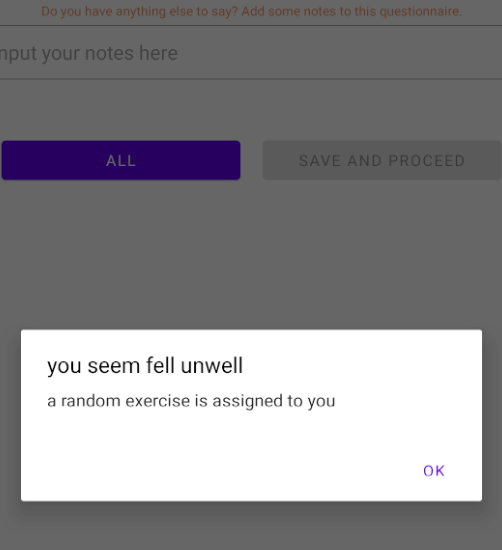 Do you have anything else to say? Add some notes to this questionnaire.
nput your notes here
ALL
SAVE AND PROCEED
you seem fell unwell
a random exercise is assigned to you
OK